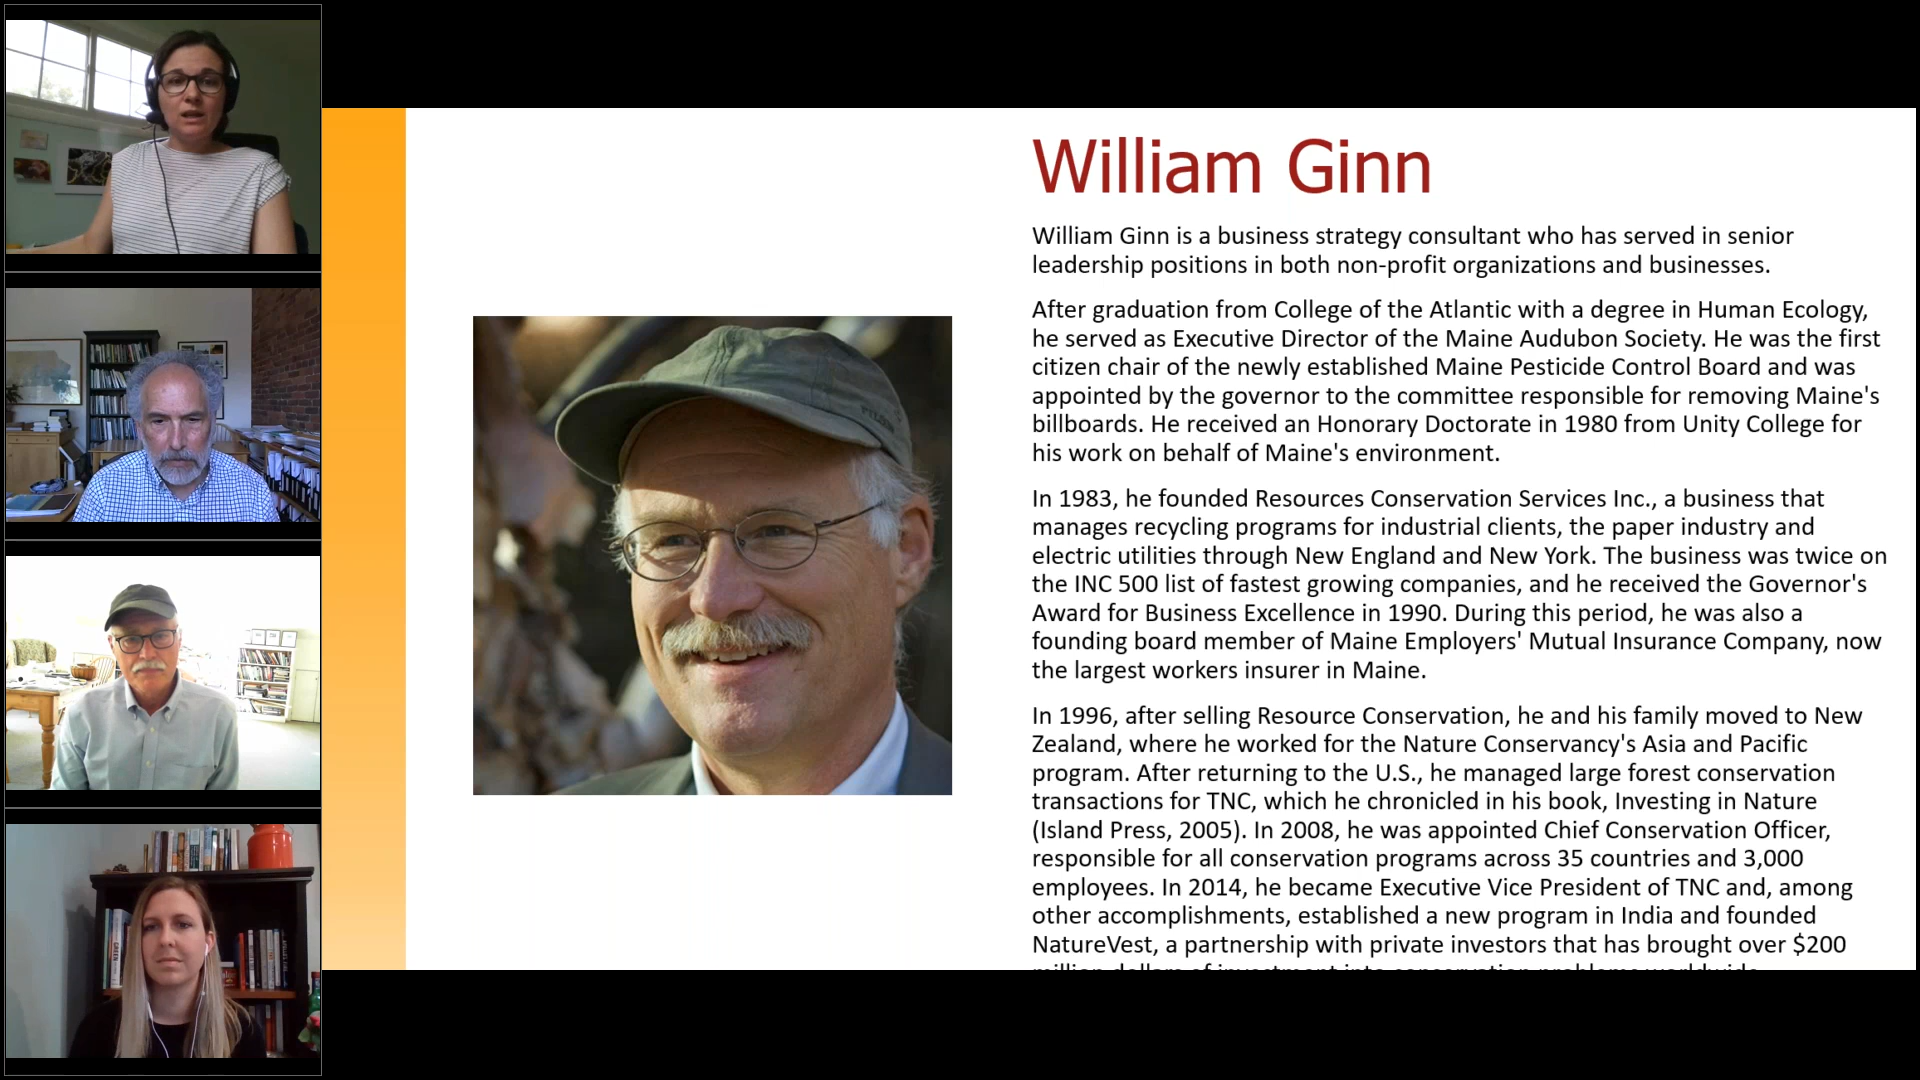 William Ginn
William Ginn is a business strategy consultant who has served in senior
leadership positions in both non-profit organizations and businesses.
After graduation from College of the Atlantic with a degree in Human Ecology,
he served as Executive Director of the Maine Audubon Society. He was the first
citizen chair of the newly established Maine Pesticide Control Board and was
appointed by the governor to the committee responsible for removing Maine's
billboards. He received an Honorary Doctorate in 1980 from Unity College for
his work on behalf of Maine's environment.
In 1983, he founded Resources Conservation Services Inc., a business that
manages recycling programs for industrial clients, the paper industry and
electric utilities through New England and New York. The business was twice on
the INC 500 list of fastest growing companies, and he received the Governor's
Award for Business Excellence in 1990. During this period, he was also a
founding board member of Maine Employers' Mutual Insurance Company, now
the largest workers insurer in Maine.
In 1996, after selling Resource Conservation, he and his family moved to New
Zealand, where he worked for the Nature Conservancy's Asia and Pacific
program. After returning to the U.S., he managed large forest conservation
transactions for TNC, which he chronicled in his book, Investing in Nature
(Island Press, 2005). In 2008, he was appointed Chief Conservation Officer,
responsible for all conservation programs across 35 countries and 3,000
employees. In 2014, he became Executive Vice President of TNC and, among
other accomplishments, established a new program in India and founded
NatureVest, a partnership with private investors that has brought over $200
million dollars of investment into conservation problems worldwide.